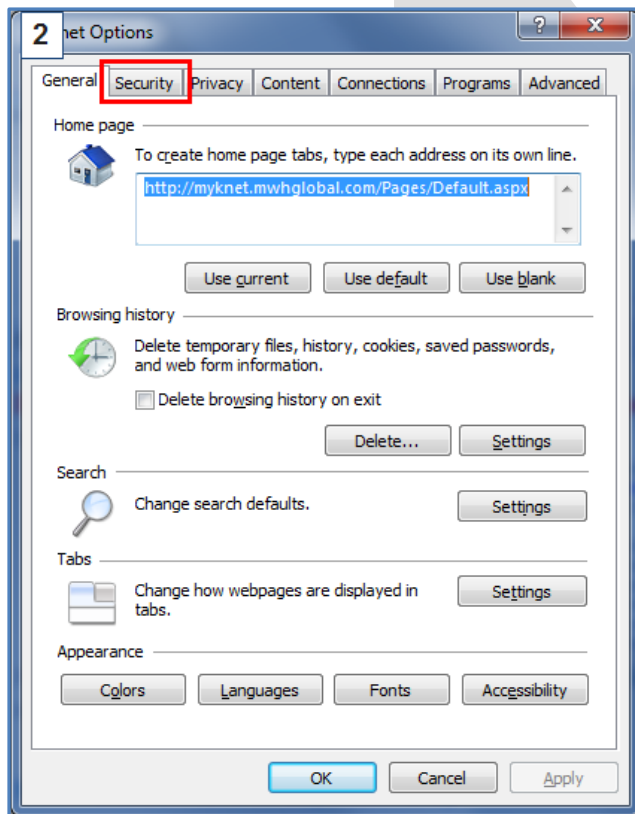 2 net Options
General Security Privacy Content Connections Programs Advanced
Home page
To create home page tabs, type each address on its own line.
http://myknet.mwhglobal.com/Pages/Default.aspx
Use current Use default Use blank
Browsing history
Delete temporary files, history, cookies, saved passwords,
and web form information.
Delete browsing history on exit
Delete... Settings
Search
Change search defaults. Settings
Tabs
Change how webpages are displayed in
tabs.
Settings
Appearance
Colors Languages Fonts Accessibility
OK Cancel Apply